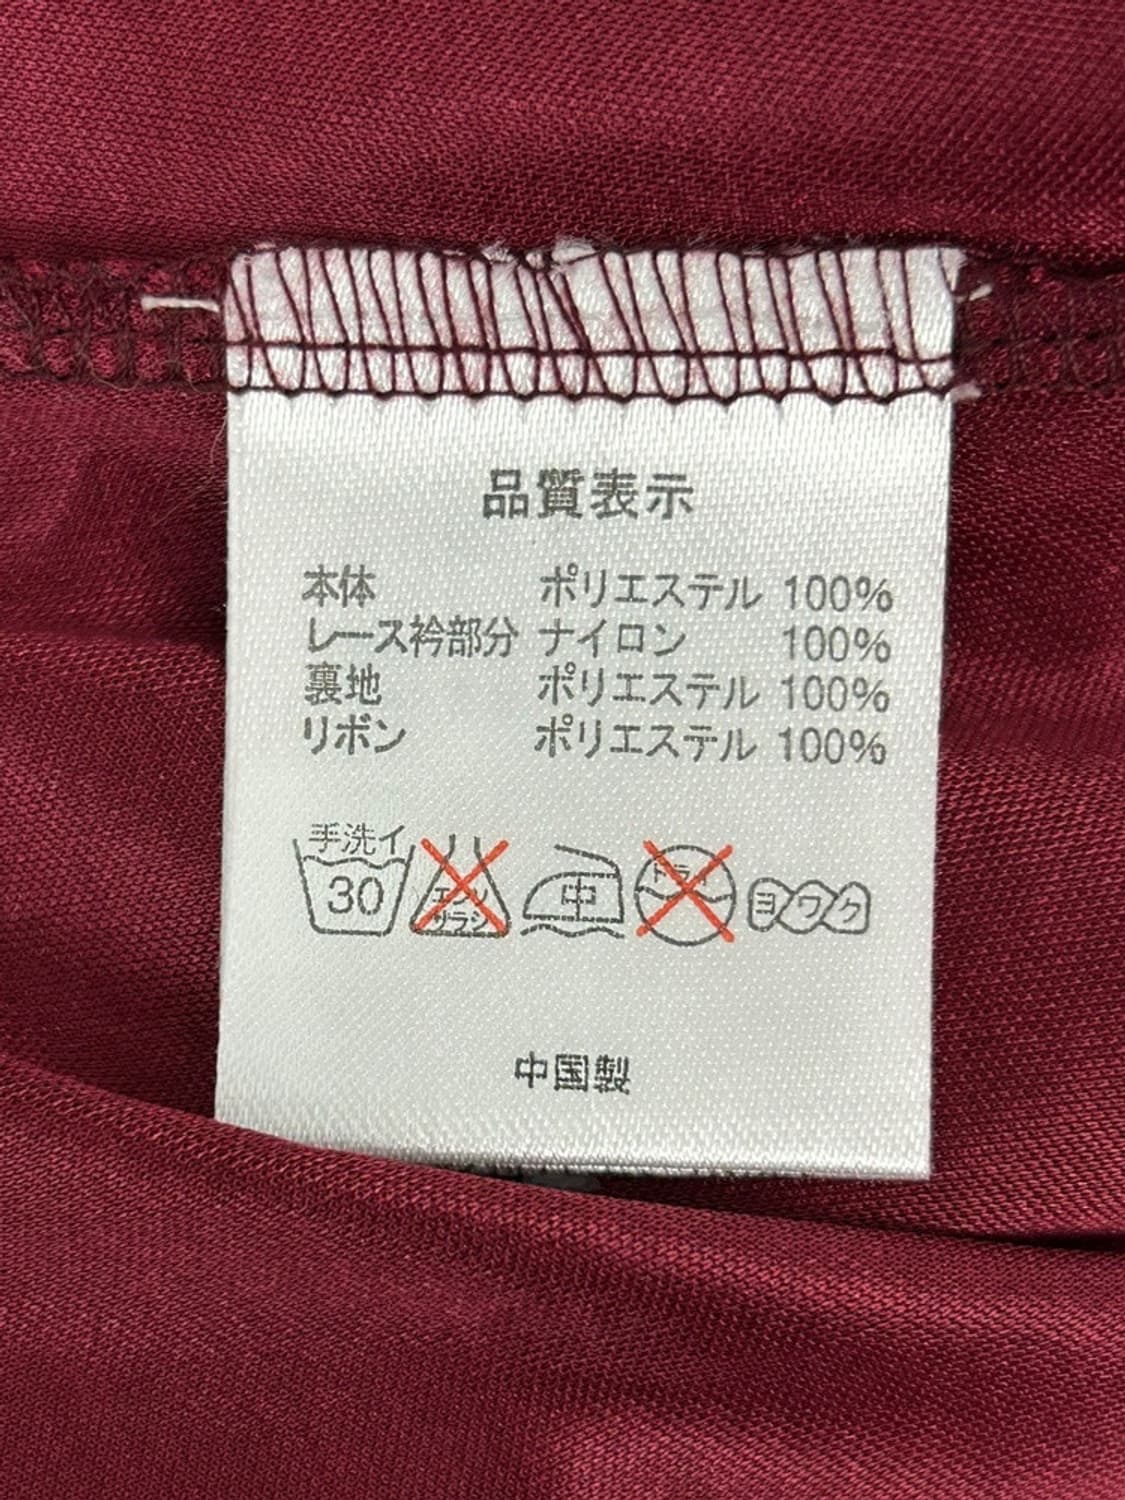 品質表示
本体 ポリエステル 100%
レース衿部分 ナイロン 100%
裏地 ポリエステル 100%
リボン ポリエステル 100%
手洗イ
30 エンソ 中 ドライ ヨワク
サラシ
中国製